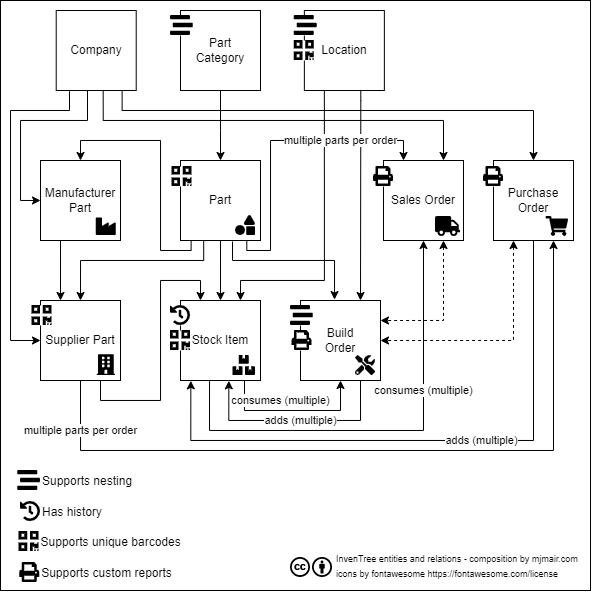 Company
Part
Category
Location
multiple parts per order
Manufacturer
Part
Part
Sales Order
Purchase
Order
Supplier Part
Stock Item
Build
Order
consumes (multiple)
consumes (multiple)
adds (multiple)
multiple parts per order
adds (multiple)
Supports nesting
Has history
Supports unique barcodes
Supports custom reports
cc
InvenTree entities and relations - composition by mjmair.com
icons by fontawesome https://fontawesome.com/license